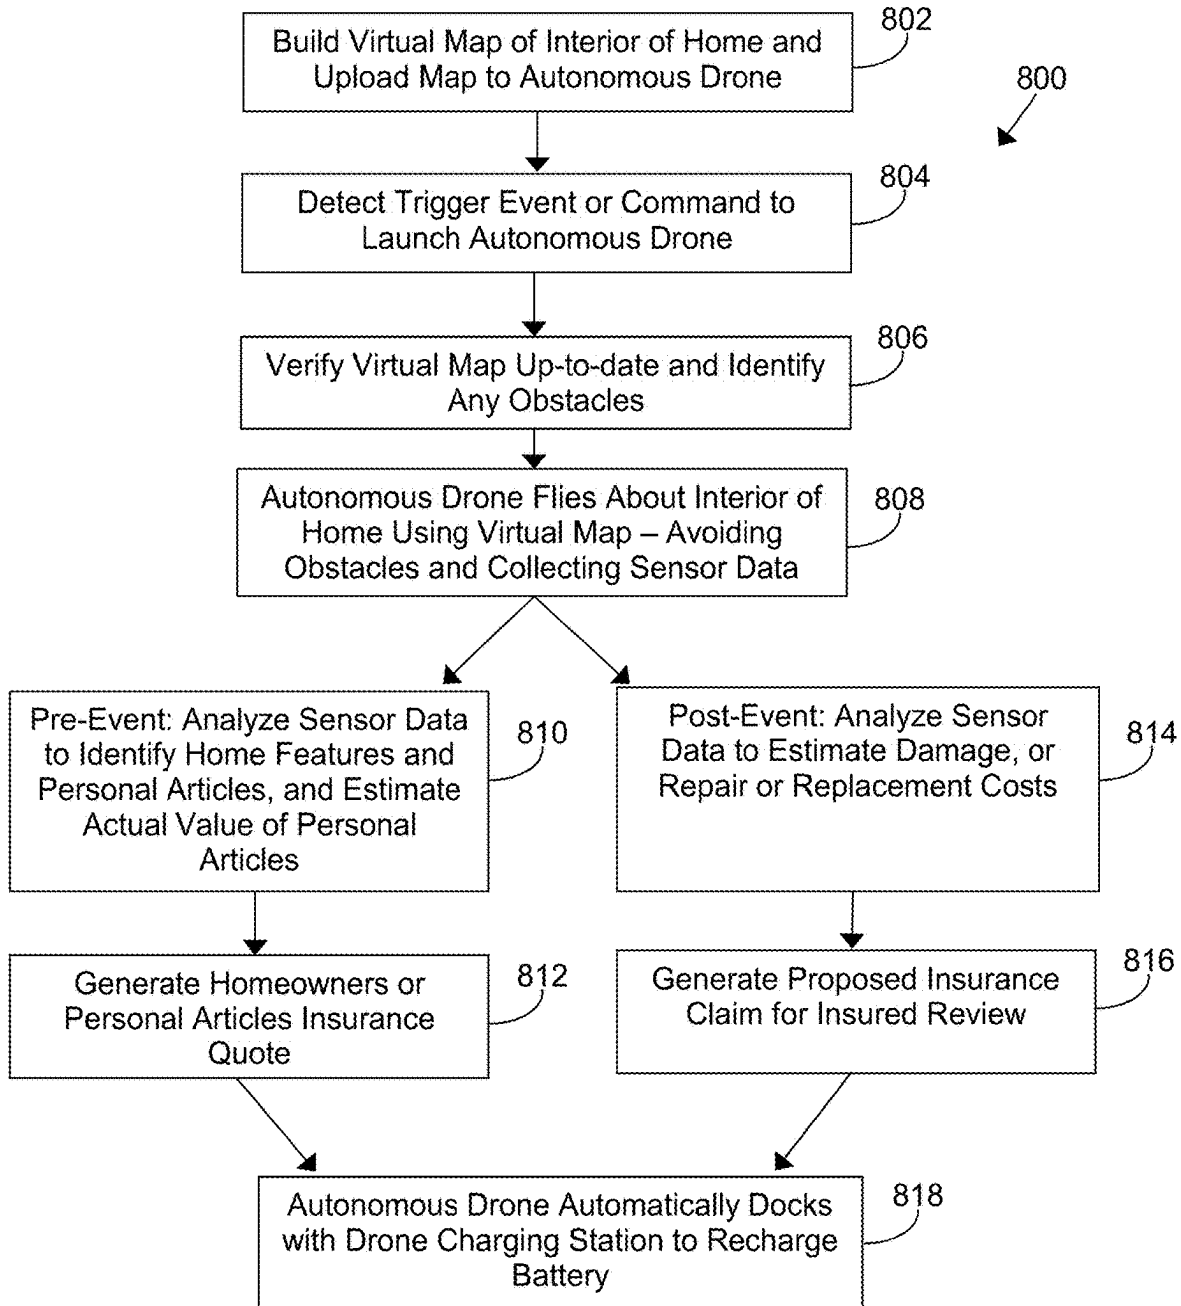 Build Virtual Map of Interior of Home and
Upload Map to Autonomous Drone
802
800
Detect Trigger Event or Command to
Launch Autonomous Drone
804
Verify Virtual Map Up-to-date and Identify
Any Obstacles
806
Autonomous Drone Flies About Interior of
Home Using Virtual Map – Avoiding
Obstacles and Collecting Sensor Data
808
Pre-Event: Analyze Sensor Data
to Identify Home Features and
Personal Articles, and Estimate
Actual Value of Personal
Articles
810
Post-Event: Analyze Sensor
Data to Estimate Damage, or
Repair or Replacement Costs
814
Generate Homeowners or
Personal Articles Insurance
Quote
812
Generate Proposed Insurance
Claim for Insured Review
816
Autonomous Drone Automatically Docks
with Drone Charging Station to Recharge
Battery
818